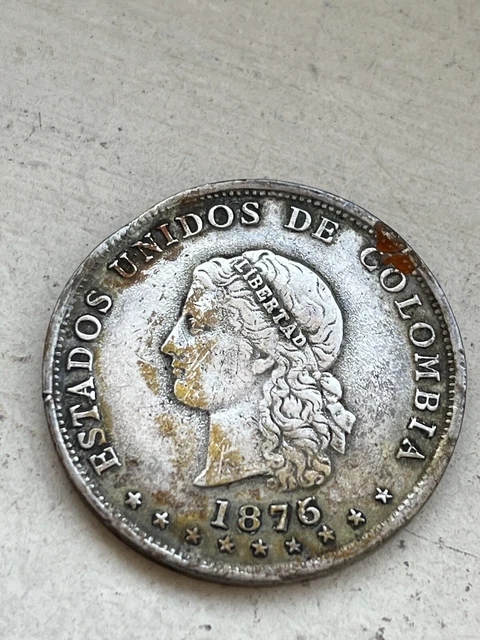 ESTADOS UNIDOS DE COLOMBIA
LIBERTAD
1876